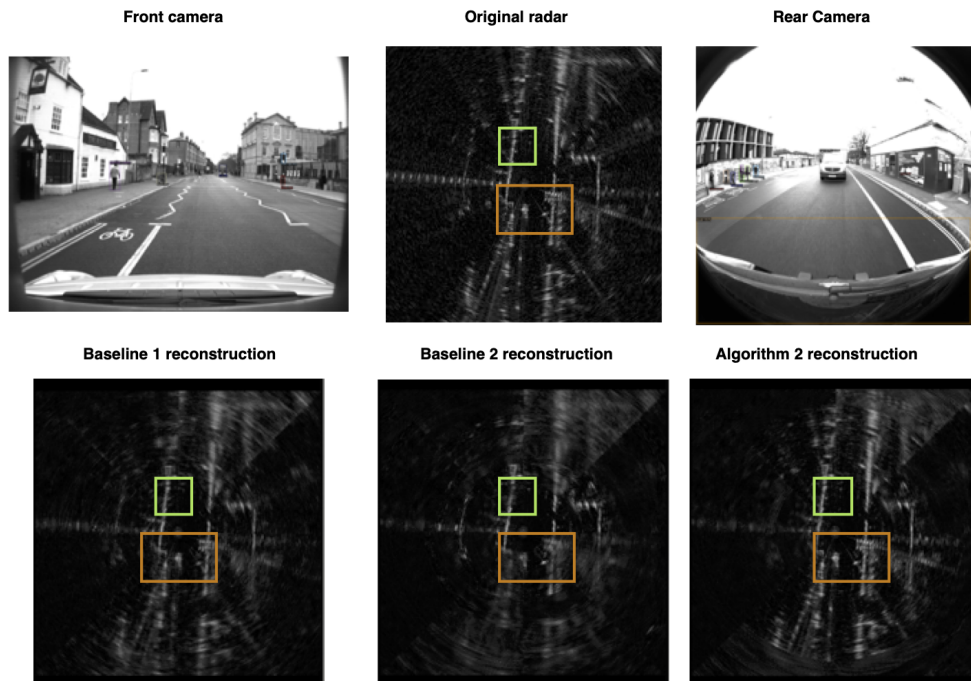 Front camera
Original radar
Rear Camera
Baseline 1 reconstruction
Baseline 2 reconstruction
Algorithm 2 reconstruction